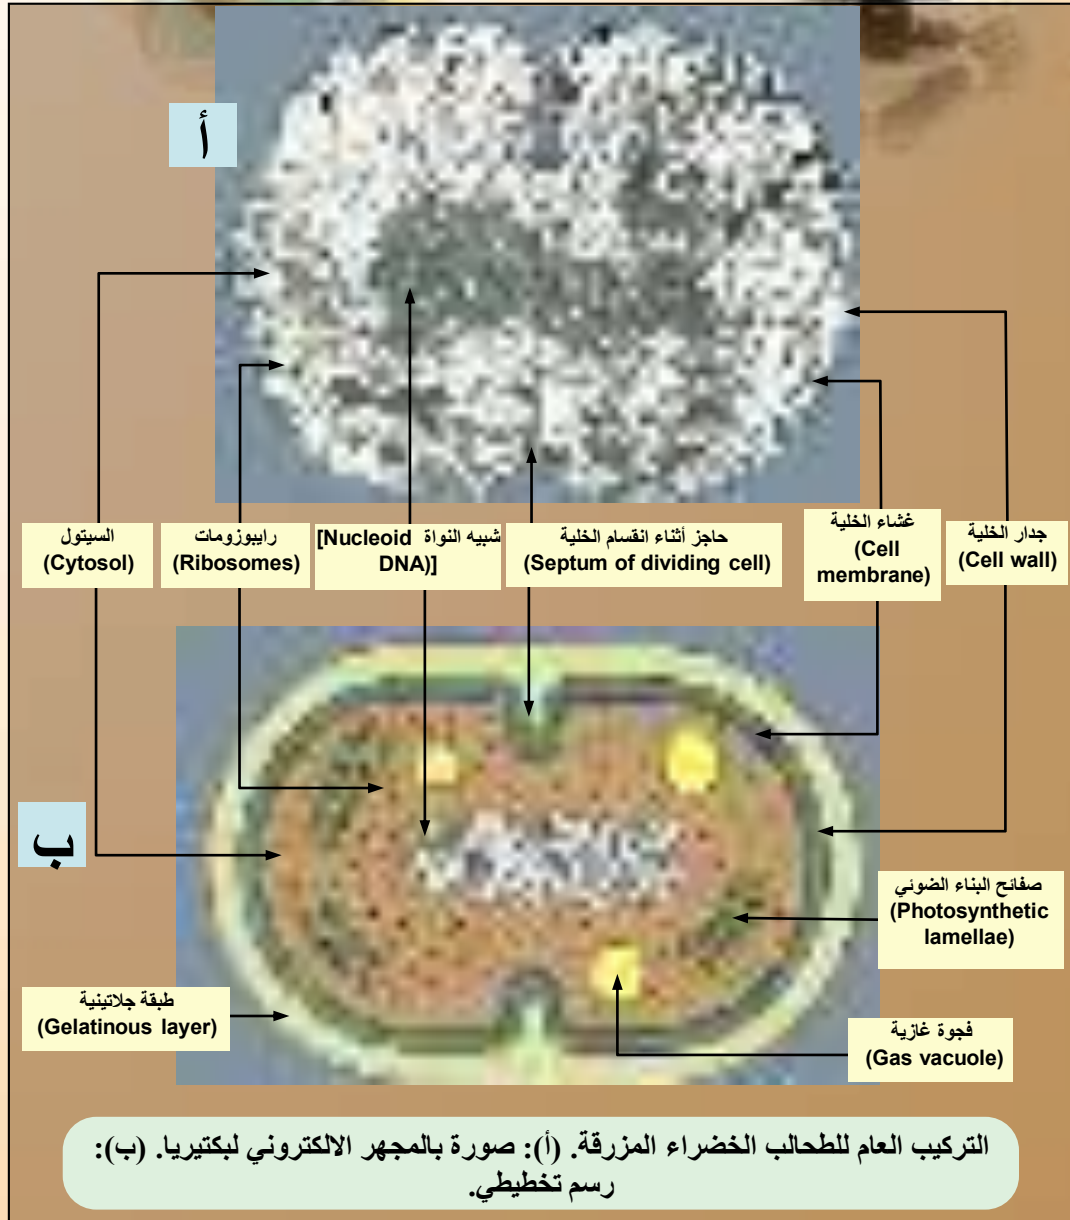 أ
السيتول
(Cytosol)
رايبوزومات
(Ribosomes)
شبيه النواة [Nucleoid
DNA)]
حاجز أثناء انقسام الخلية
(Septum of dividing cell)
غشاء الخلية
(Cell
membrane)
جدار الخلية
(Cell wall)
ب
صفائح البناء الضوئي
(Photosynthetic
lamellae)
طبقة جلاتينية
(Gelatinous layer)
فجوة غازية
(Gas vacuole)
التركيب العام للطحالب الخضراء المزرقة. (أ): صورة بالمجهر الالكتروني لبكتيريا. (ب):
رسم تخطيطي.